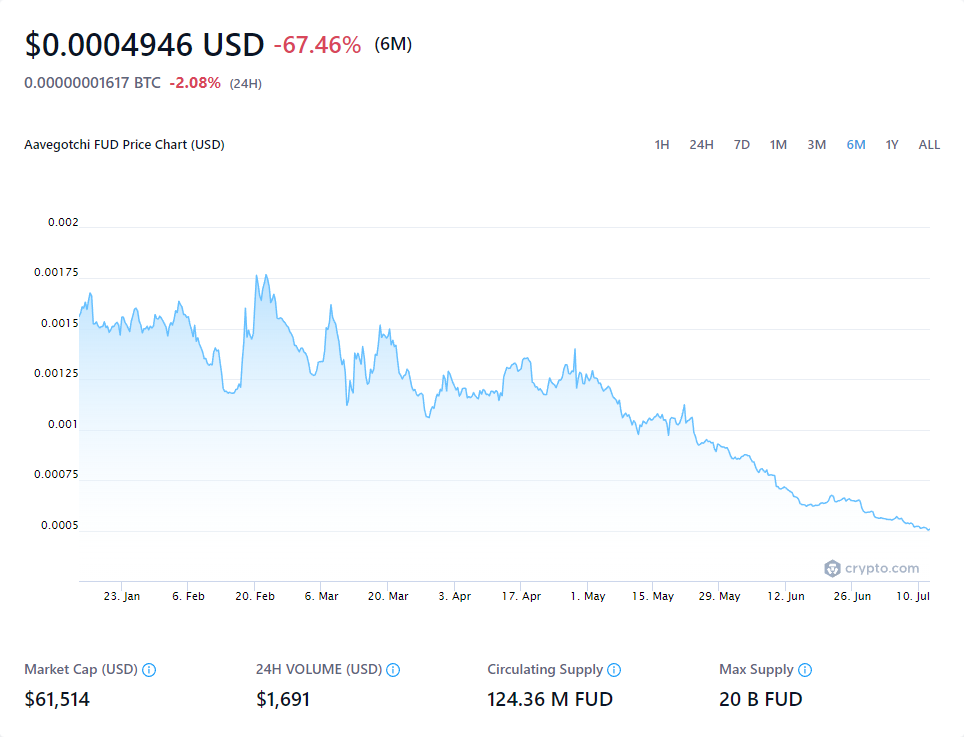 $0.0004946 USD -67.46% (6M)
0.00000001617 BTC -2.08% (24H)
Aavegotchi FUD Price Chart (USD)
1H 24H 7D 1M 3M 6M 1Y ALL
0.002
0.00175
0.0015
0.00125
0.001
0.00075
0.0005
crypto.com
23. Jan 6. Feb 20. Feb 6. Mar 20. Mar 3. Apr 17. Apr 1. May 15. May 29. May 12. Jun 26. Jun 10. Jul
Market Cap (USD) 24H VOLUME (USD) Circulating Supply Max Supply
$61,514 $1,691 124.36 M FUD 20 B FUD